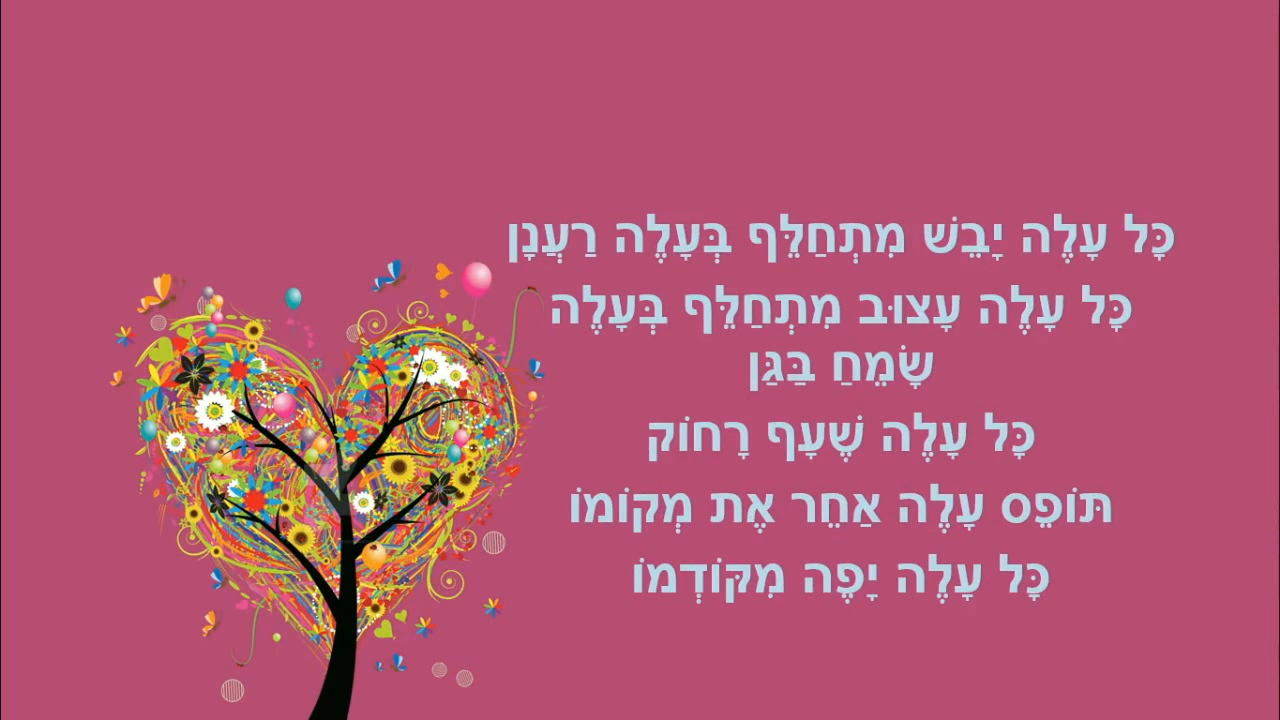 כָּל עָלֶה יָבֵשׁ מִתְחַלֵּף בְּעָלֶה רַעֲנָן
כָּל עָלֶה עָצוּב מִתְחַלֵּף בְּעָלֶה
שָׂמֵחַ בַּגַּן
כָּל עָלֶה שֶׁעָף רָחוֹק
תּוֹפֵס עָלֶה אַחֵר אֶת מְקוֹמוֹ
כָּל עָלֶה יָפֶה מִקּוֹדְמוֹ